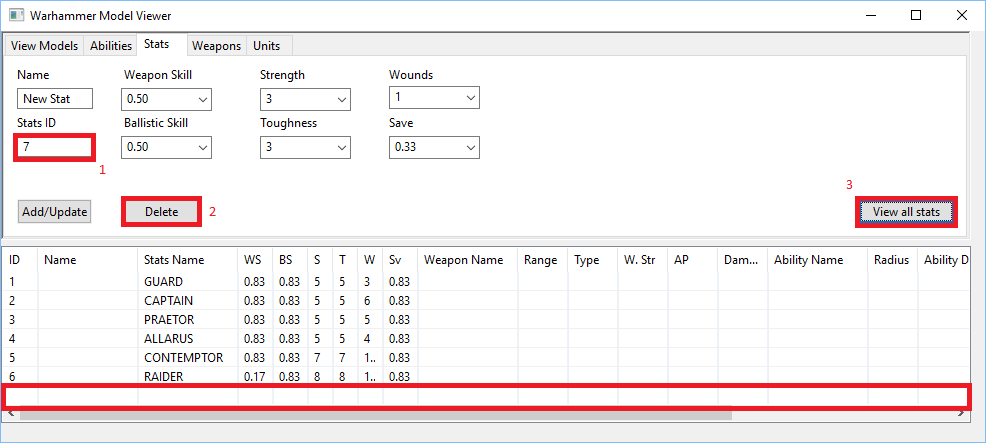 Warhammer Model Viewer
View Models Abilities Stats Weapons Units
Name Weapon Skill Strength Wounds
New Stat 0.50 3 1
Stats ID Ballistic Skill Toughness Save
7 0.50 3 0.33
1
3
Add/Update Delete 2 View all stats
ID Name Stats Name WS BS S T W Sv Weapon Name Range Type W. Str AP Dam... Ability Name Radius Ability D
1 GUARD 0.83 0.83 5 5 3 0.83
2 CAPTAIN 0.83 0.83 5 5 6 0.83
3 PRAETOR 0.83 0.83 5 5 5 0.83
4 ALLARUS 0.83 0.83 5 5 4 0.83
5 CONTEMPTOR 0.83 0.83 7 7 1.. 0.83
6 RAIDER 0.17 0.83 8 8 1.. 0.83